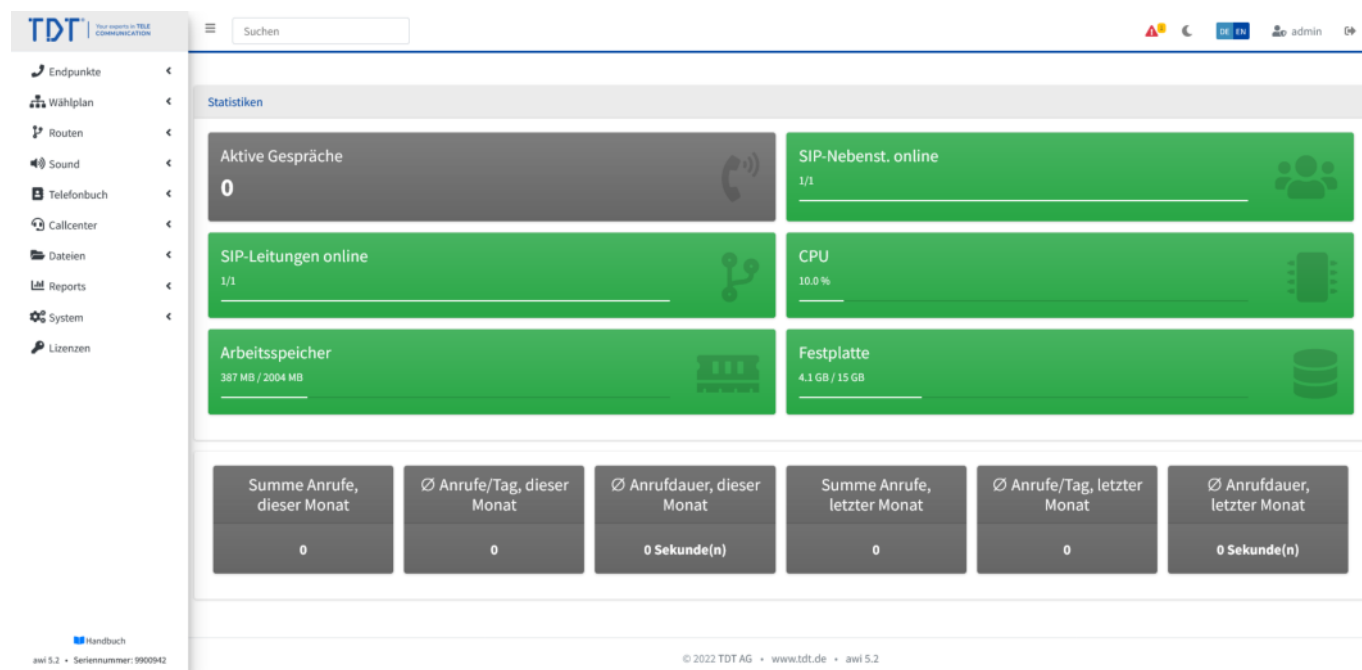 TDT Your experts in TELE
COMMUNICATION
Suchen
DE EN
admin
Endpunkte
Wählplan
Routen
Sound
Telefonbuch
Callcenter
Dateien
Reports
System
Lizenzen
Statistiken
Aktive Gespräche
0
SIP-Nebenst. online
1/1
SIP-Leitungen online
1/1
CPU
10.0 %
Arbeitsspeicher
387 MB / 2004 MB
Festplatte
4.1 GB / 15 GB
Summe Anrufe,
dieser Monat
0
∅ Anrufe/Tag, dieser
Monat
0
∅ Anrufdauer, dieser
Monat
0 Sekunde(n)
Summe Anrufe,
letzter Monat
0
∅ Anrufe/Tag, letzter
Monat
0
∅ Anrufdauer,
letzter Monat
0 Sekunde(n)
Handbuch
awi 5.2 • Seriennummer: 9900942
© 2022 TDT AG • www.tdt.de • awi 5.2